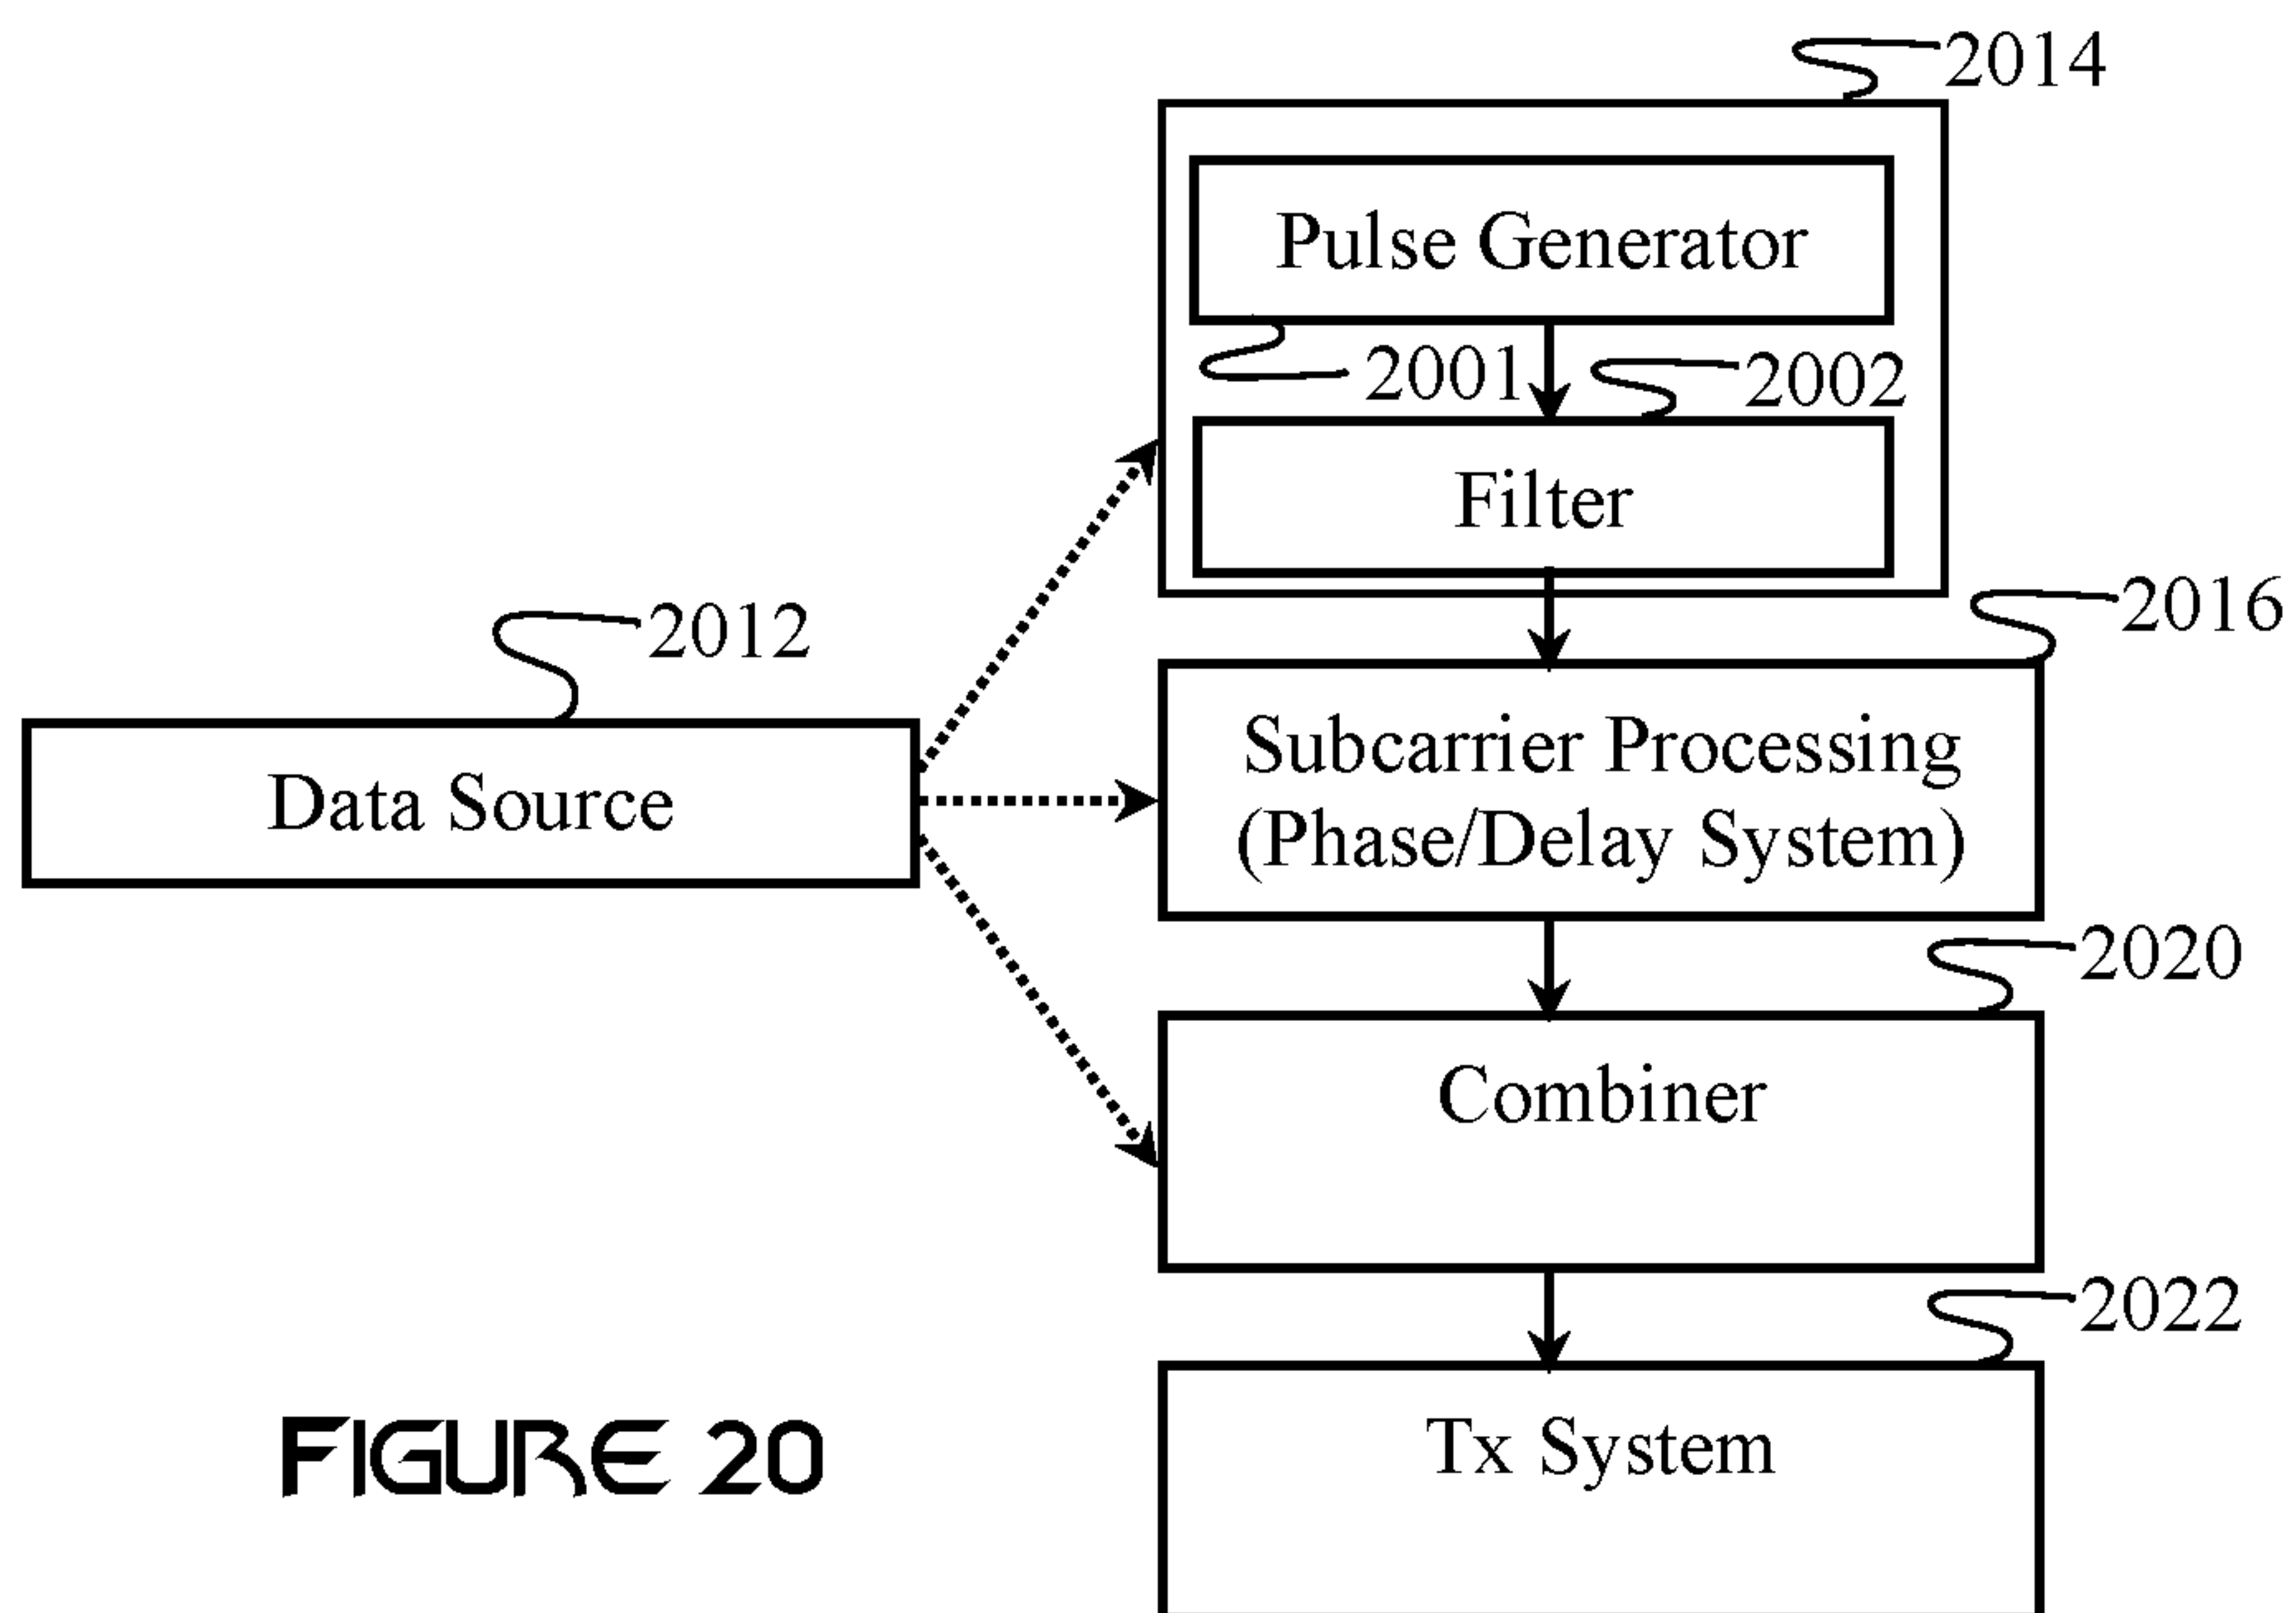 2014
Pulse Generator
2001
2002
Filter
2016
2012
Subcarrier Processing
(Phase/Delay System)
Data Source
2020
Combiner
2022
Tx System
FIGURE 20